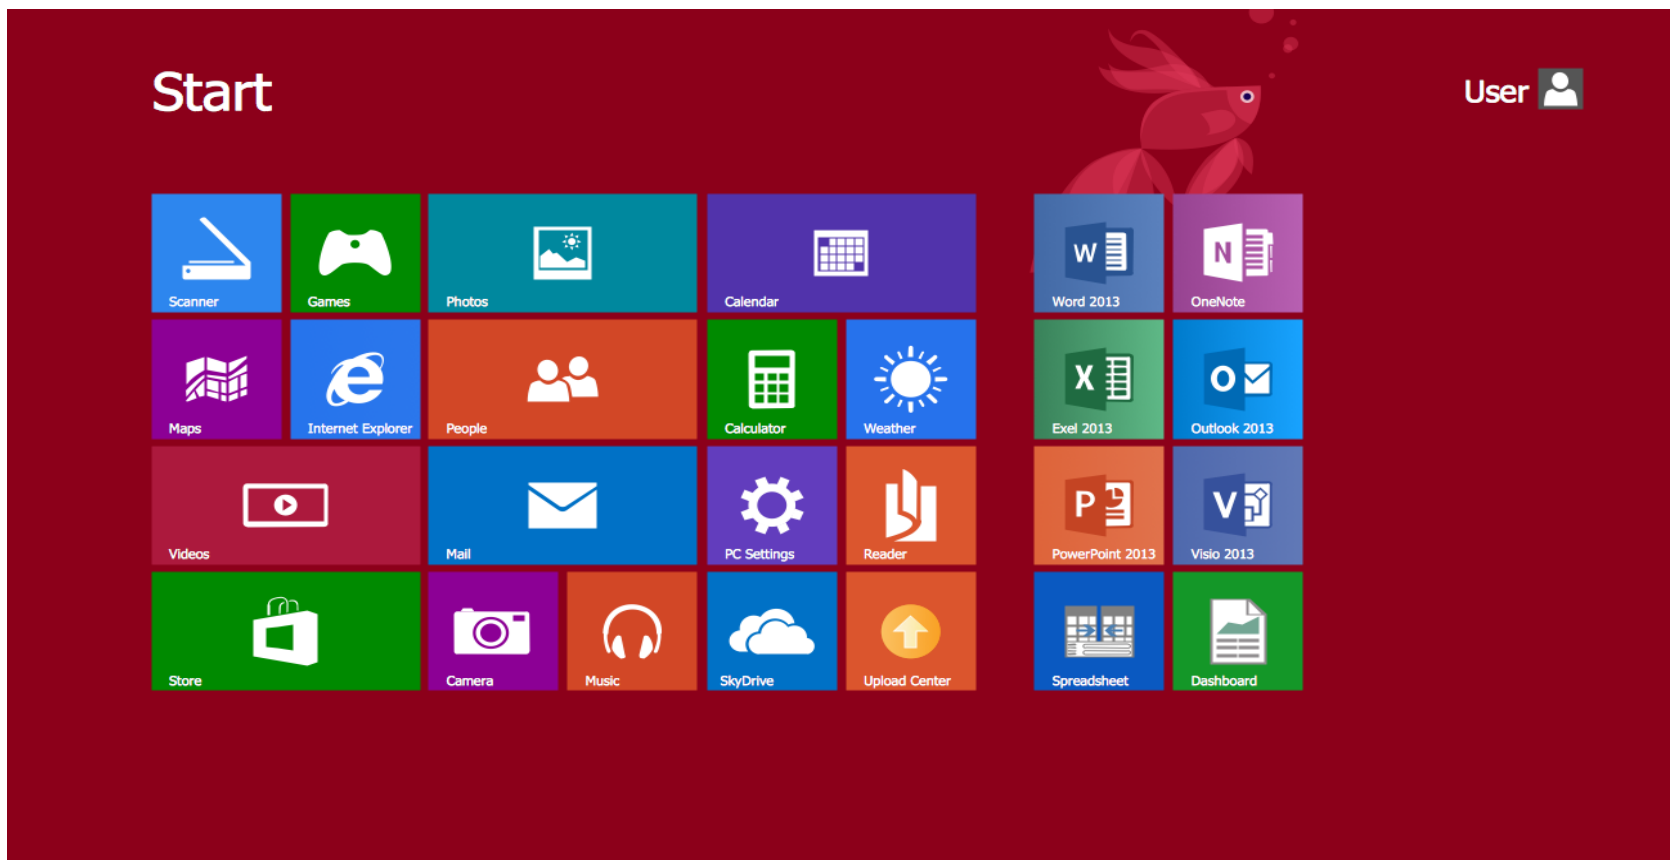 Start
User
Scanner
Games
Photos
Calendar
W
Word 2013
N
OneNote
Maps
Internet Explorer
People
Calculator
Weather
X
Exel 2013
O
Outlook 2013
Videos
Mail
PC Settings
Reader
P
PowerPoint 2013
V
Visio 2013
Store
Camera
Music
SkyDrive
Upload Center
Spreadsheet
Dashboard